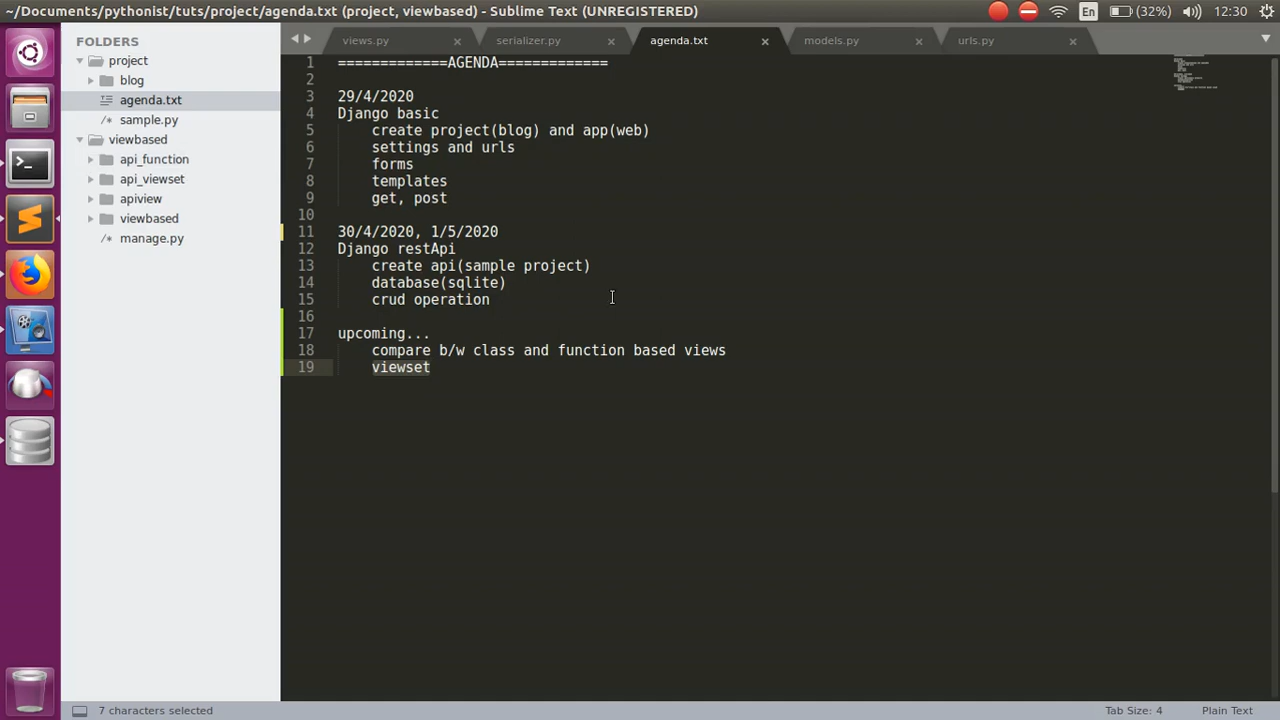 ~/Documents/pythonist/tuts/project/agenda.txt (project, viewbased) - Sublime Text (UNREGISTERED)
En (32%) 12:30
FOLDERS
project
blog
agenda.txt
sample.py
viewbased
api_function
api_viewset
apiview
viewbased
manage.py
views.py serializer.py agenda.txt models.py urls.py
1 =============AGENDA=============
2
3 29/4/2020
4 Django basic
5 create project(blog) and app(web)
6 settings and urls
7 forms
8 templates
9 get, post
10
11 30/4/2020, 1/5/2020
12 Django restApi
13 create api(sample project)
14 database(sqlite)
15 crud operation
16
17 upcoming...
18 compare b/w class and function based views
19 viewset
7 characters selected Tab Size: 4 Plain Text